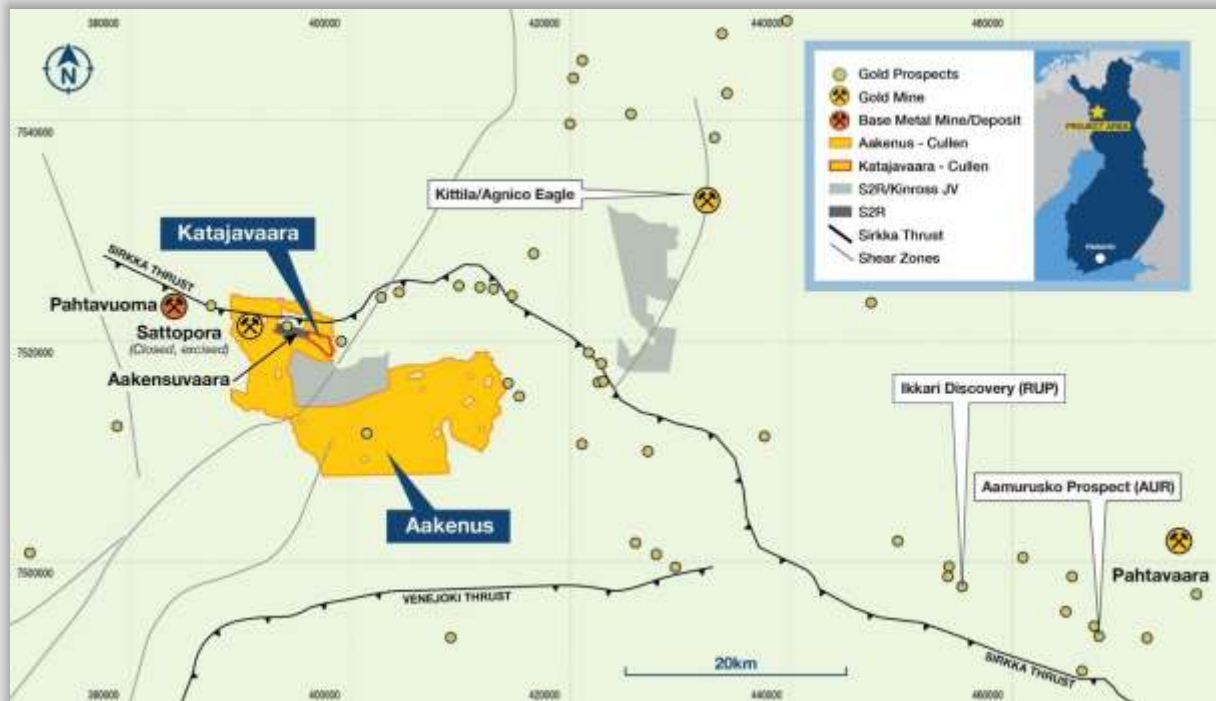 380000
400000
420000
440000
460000
N
7540000
7520000
7500000
Gold Prospects
Gold Mine
Base Metal Mine/Deposit
Aakenus - Cullen
Katajavaara - Cullen
S2R/Kinross JV
S2R
Sirkka Thrust
Shear Zones
PROJECT AREA
Helsinki
Kittila/Agnico Eagle
Katajavaara
SIRKKA THRUST
Pahtavuoma
Sattopora
(Closed, excised)
Aakensuvaara
Ikkari Discovery (RUP)
Aamurusko Prospect (AUR)
Aakenus
Pahtavaara
VENEJOKI THRUST
SIRKKA THRUST
20km
380000
400000
420000
440000
460000